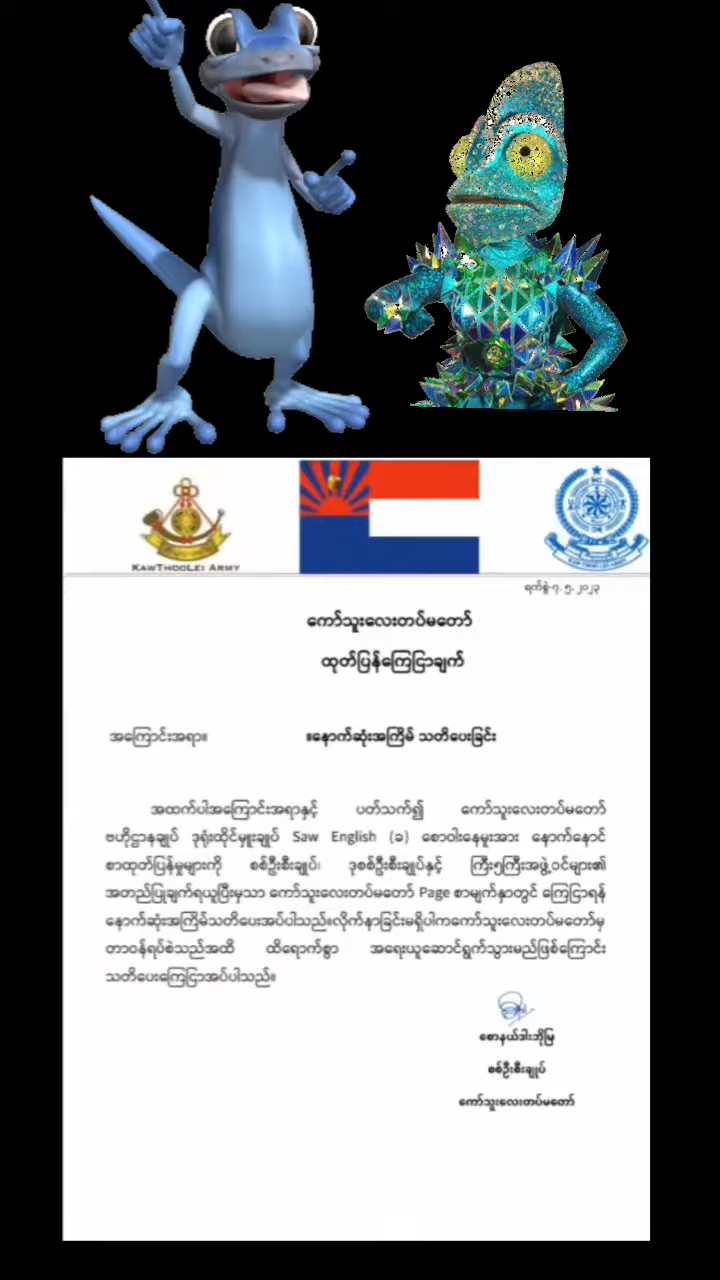 KAWTHOOLEI ARMY
KAWTHOOLEI ARMY
ရက်စွဲ-၇.၅.၂၀၂၃
ကော်သူးလေးတပ်မတော်
ထုတ်ပြန်ကြေငြာချက်
အကြောင်းအရာ။ ။နောက်ဆုံးအကြိမ် သတိပေးခြင်း
အထက်ပါအကြောင်းအရာနှင့် ပတ်သက်၍ ကော်သူးလေးတပ်မတော်
ဗဟိုဌာနချုပ် ဒုရုံးထိုင်မှူးချုပ် Saw English (ခ) စောဝါးနေမူးအား နောက်နောင်
စာထုတ်ပြန်မှုများကို စစ်ဦးစီးချုပ်၊ ဒုစစ်ဦးစီးချုပ်နှင့် ကြီး၅ကြီးအဖွဲ့ဝင်များ၏
အတည်ပြုချက်ရယူပြီးမှသာ ကော်သူးလေးတပ်မတော် Page စာမျက်နှာတွင် ကြေငြာရန်
နောက်ဆုံးအကြိမ်သတိပေးအပ်ပါသည်။လိုက်နာခြင်းမရှိပါကကော်သူးလေးတပ်မတော်မှ
တာဝန်ရပ်စဲသည်အထိ ထိရောက်စွာ အရေးယူဆောင်ရွက်သွားမည်ဖြစ်ကြောင်း
သတိပေးကြေငြာအပ်ပါသည်။
စောနယ်ဒါးဘိုမြ
စစ်ဦးစီးချုပ်
ကော်သူးလေးတပ်မတော်